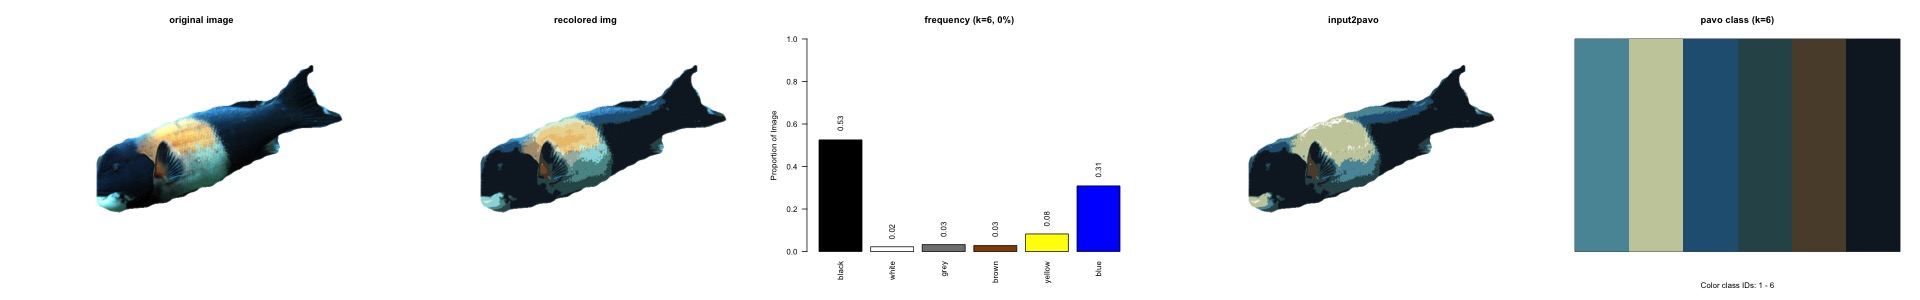 original image
recolored img
frequency (k=6, 0%)
input2pavo
pavo class (k=6)
Proportion of Image
1.0
0.8
0.6
0.4
0.2
0.0
0.53
0.02
0.03
0.03
0.08
0.31
black
white
grey
brown
yellow
blue
Color class IDs: 1 - 6